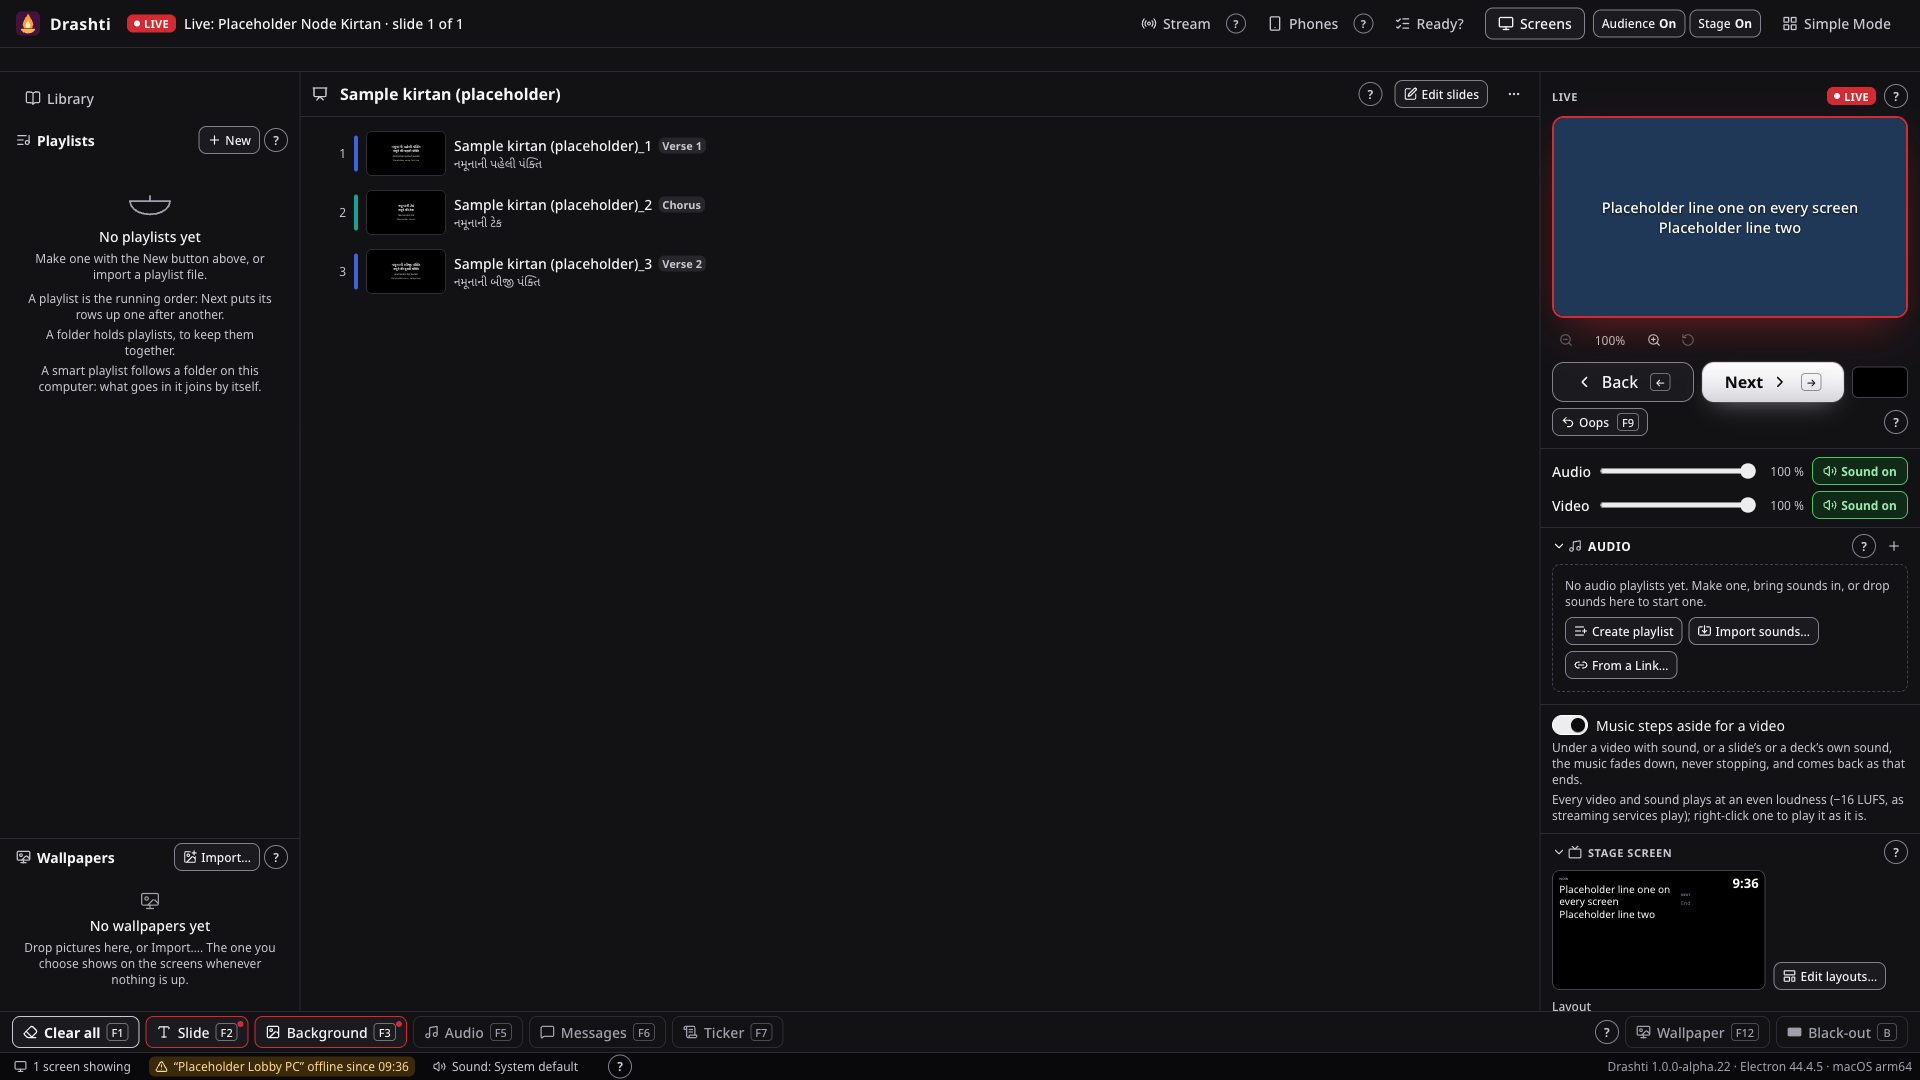 Drashti
LIVE
Live: Placeholder Node Kirtan · slide 1 of 1
Stream ?
Phones ?
Ready?
Screens
Audience On
Stage On
Simple Mode
Library
Playlists
New
?
No playlists yet
Make one with the New button above, or
import a playlist file.
A playlist is the running order: Next puts its
rows up one after another.
A folder holds playlists, to keep them
together.
A smart playlist follows a folder on this
computer: what goes in it joins by itself.
Wallpapers
Import...
?
No wallpapers yet
Drop pictures here, or Import.... The one you
choose shows on the screens whenever
nothing is up.
Sample kirtan (placeholder)
?
Edit slides
1
Sample kirtan (placeholder)_1 Verse 1
નમૂનાની પહેલી પંક્તિ
2
Sample kirtan (placeholder)_2 Chorus
નમૂનાની ટેક
3
Sample kirtan (placeholder)_3 Verse 2
નમૂનાની બીજી પંક્તિ
LIVE
LIVE
?
Placeholder line one on every screen
Placeholder line two
100%
Back
Next
Oops F9
?
Audio 100 % Sound on
Video 100 % Sound on
AUDIO
?
No audio playlists yet. Make one, bring sounds in, or drop
sounds here to start one.
Create playlist
Import sounds...
From a Link...
Music steps aside for a video
Under a video with sound, or a slide’s or a deck’s own sound,
the music fades down, never stopping, and comes back as that
ends.
Every video and sound plays at an even loudness (−16 LUFS, as
streaming services play); right-click one to play it as it is.
STAGE SCREEN
?
9:36
Placeholder line one on
every screen
Placeholder line two
End
Edit layouts...
Layout
Clear all F1
Slide F2
Background F3
Audio F5
Messages F6
Ticker F7
?
Wallpaper F12
Black-out B
1 screen showing
“Placeholder Lobby PC” offline since 09:36
Sound: System default
?
Drashti 1.0.0-alpha.22 · Electron 44.4.5 · macOS arm64